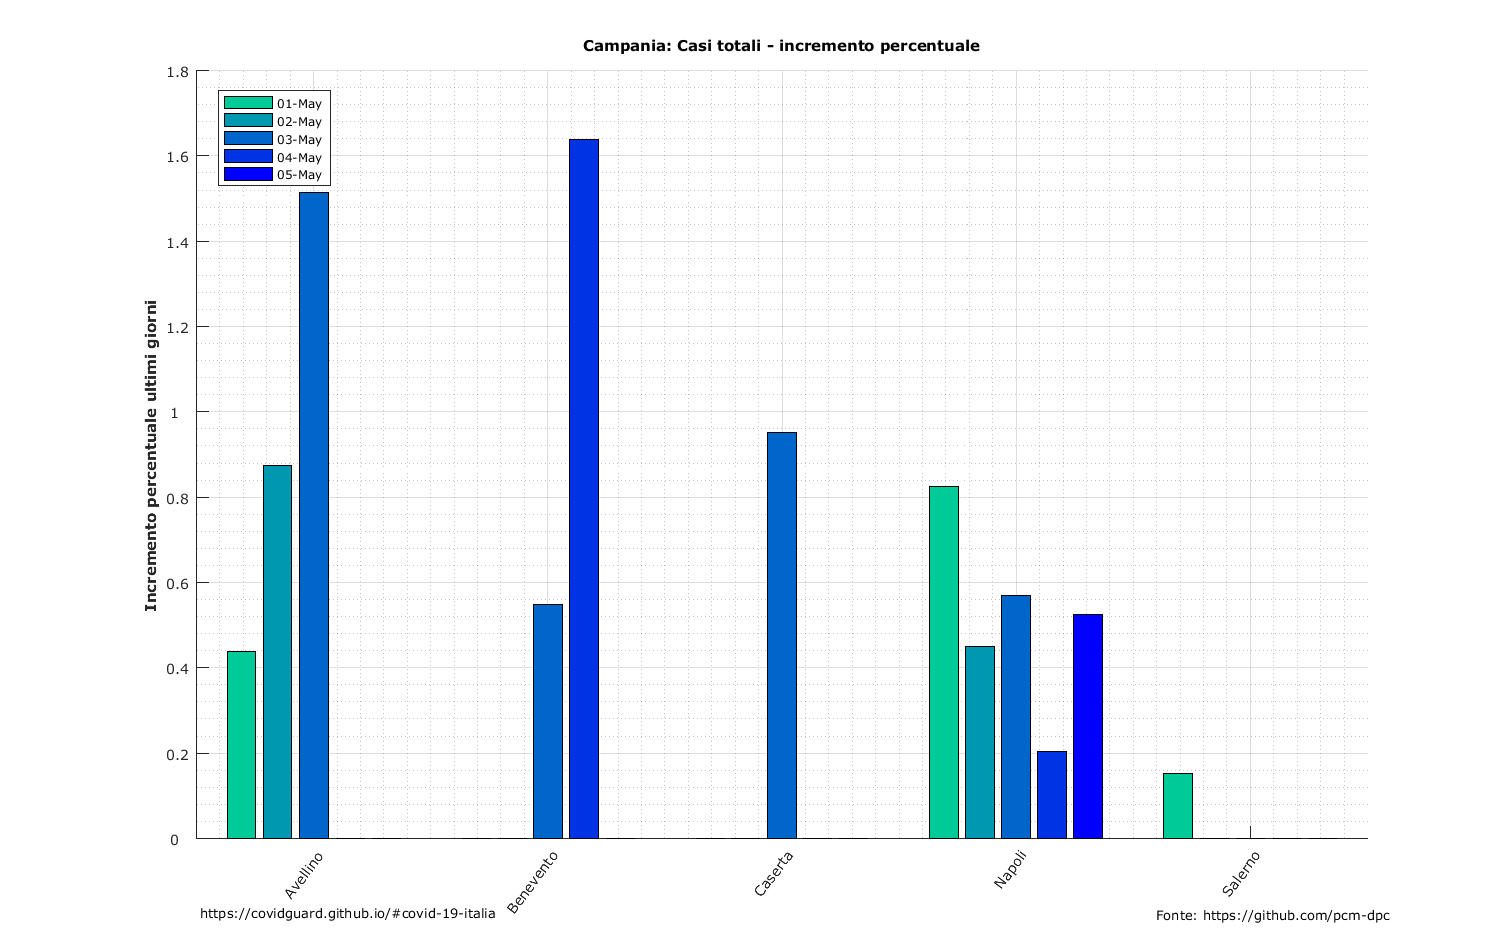 Campania: Casi totali - incremento percentuale
1.8
1.6
1.4
1.2
1
0.8
0.6
0.4
0.2
0
Incremento percentuale ultimi giorni
01-May
02-May
03-May
04-May
05-May
Avellino
Benevento
Caserta
Napoli
Salerno
https://covidguard.github.io/#covid-19-italia
Fonte: https://github.com/pcm-dpc